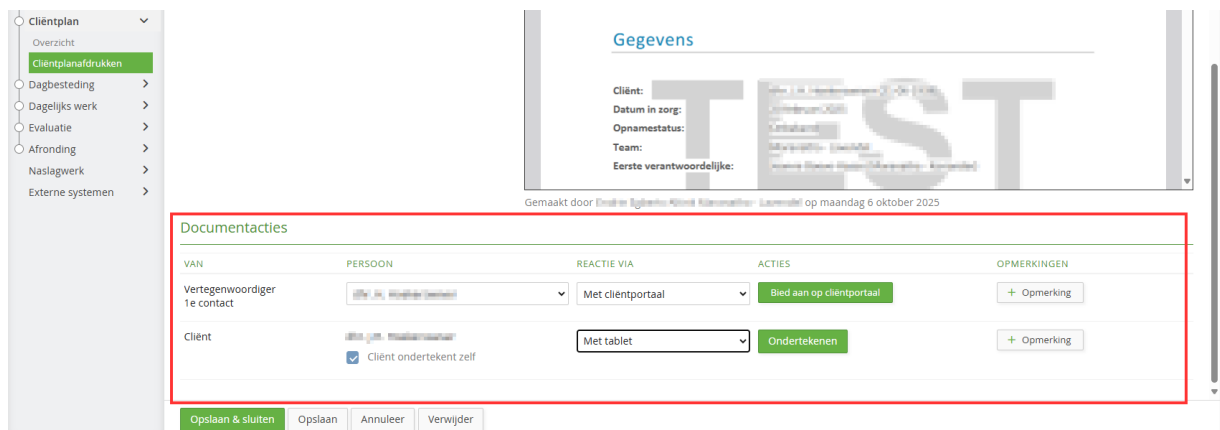 Cliëntplan
Overzicht
Cliëntplanafdrukken
Dagbesteding
Dagelijks werk
Evaluatie
Afronding
Naslagwerk
Externe systemen
Gegevens
TEST
Cliënt:
Datum in zorg:
Opnamestatus:
Team:
Eerste verantwoordelijke:
Gemaakt door op maandag 6 oktober 2025
Documentacties
VAN PERSOON REACTIE VIA ACTIES OPMERKINGEN
Vertegenwoordiger
1e contact
Met cliëntportaal Bied aan op cliëntportaal + Opmerking
Cliënt Met tablet Ondertekenen + Opmerking
Cliënt ondertekent zelf
Opslaan & sluiten Opslaan Annuleer Verwijder